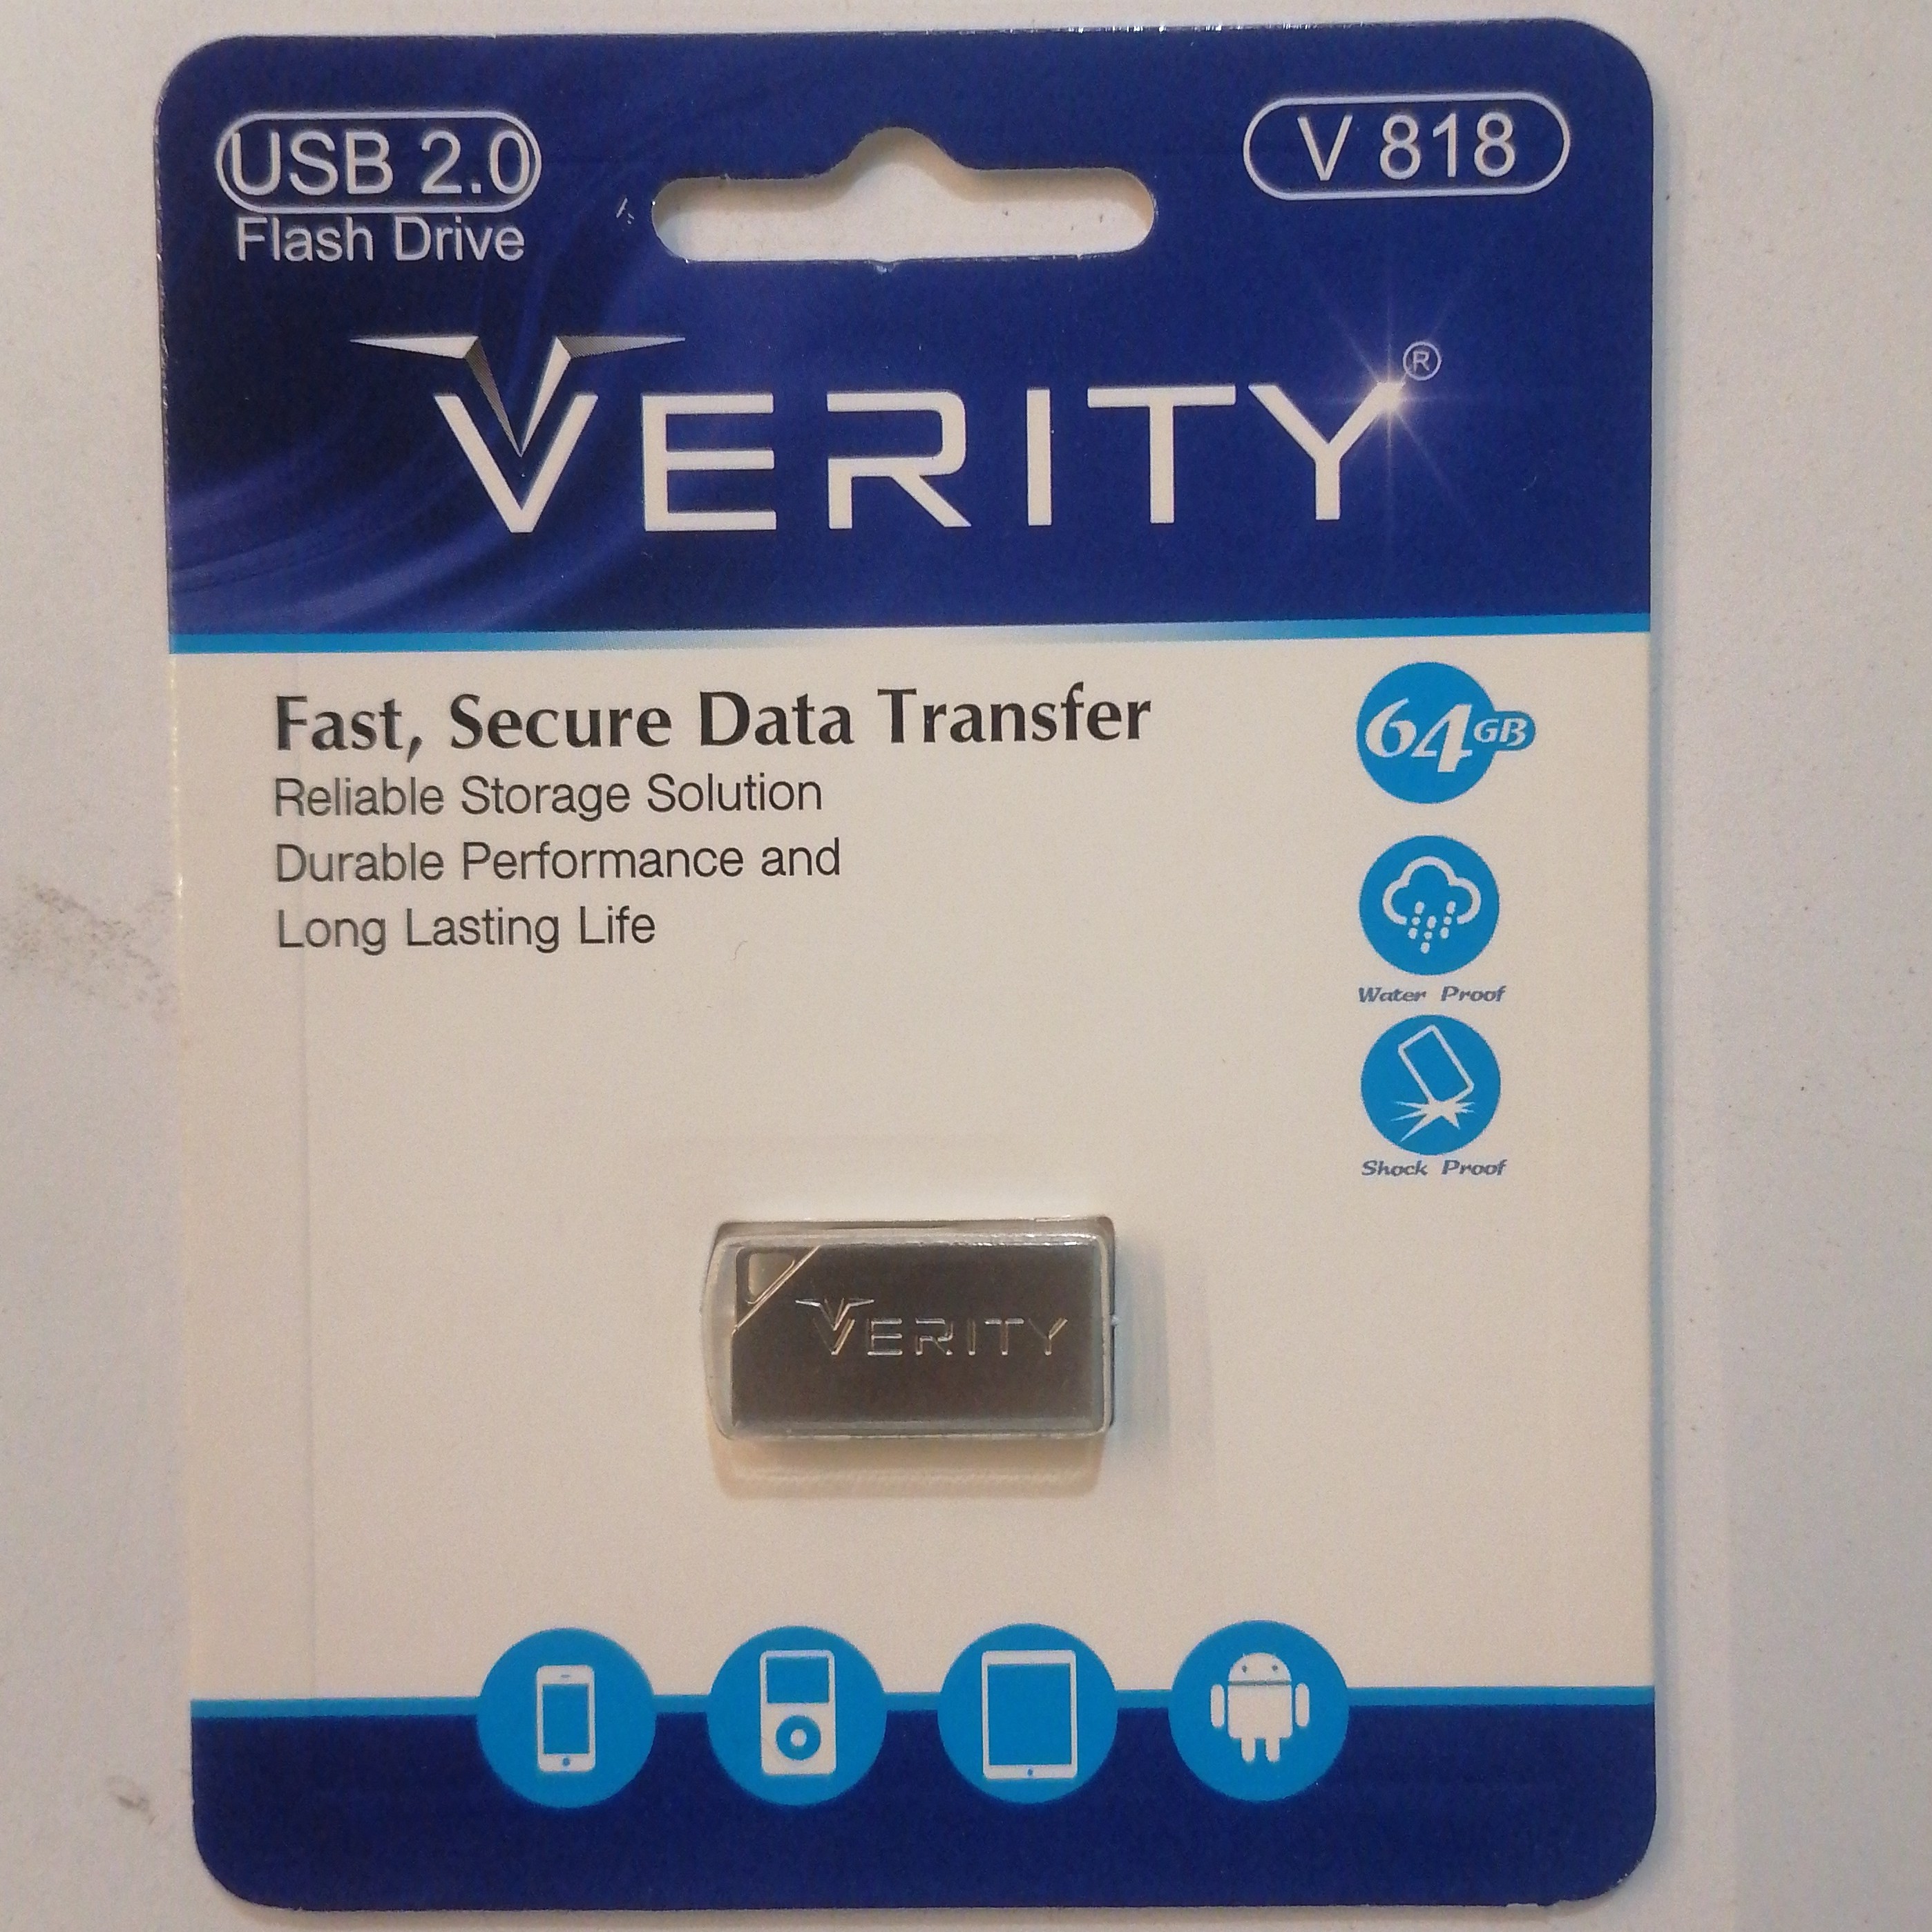 USB 2.0
Flash Drive
V 818
VERITY®
Fast, Secure Data Transfer
Reliable Storage Solution
Durable Performance and
Long Lasting Life
64GB
Water Proof
Shock Proof
VERITY